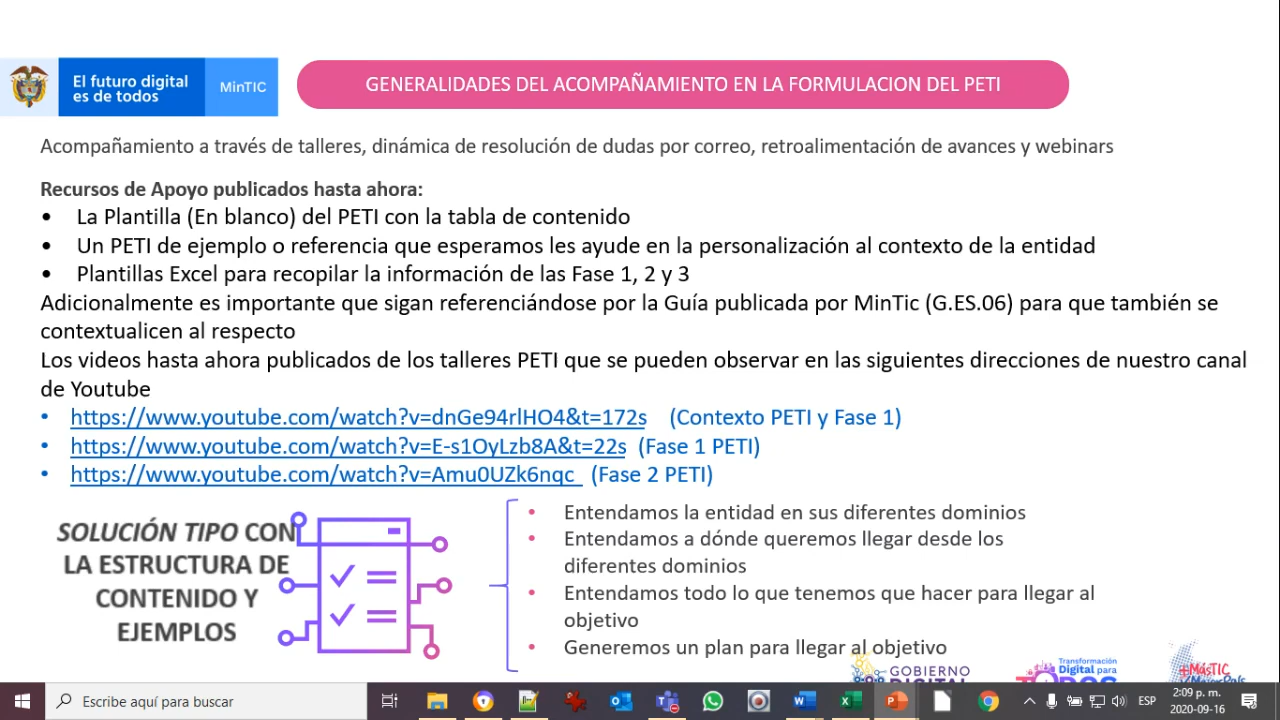 El futuro digital
es de todos
MinTIC
GENERALIDADES DEL ACOMPAÑAMIENTO EN LA FORMULACION DEL PETI
Acompañamiento a través de talleres, dinámica de resolución de dudas por correo, retroalimentación de avances y webinars
Recursos de Apoyo publicados hasta ahora:
• La Plantilla (En blanco) del PETI con la tabla de contenido
• Un PETI de ejemplo o referencia que esperamos les ayude en la personalización al contexto de la entidad
• Plantillas Excel para recopilar la información de las Fase 1, 2 y 3
Adicionalmente es importante que sigan referenciándose por la Guía publicada por MinTic (G.ES.06) para que también se
contextualicen al respecto
Los videos hasta ahora publicados de los talleres PETI que se pueden observar en las siguientes direcciones de nuestro canal
de Youtube
• https://www.youtube.com/watch?v=dnGe94rlHO4&t=172s (Contexto PETI y Fase 1)
• https://www.youtube.com/watch?v=E-s1OyLzb8A&t=22s (Fase 1 PETI)
• https://www.youtube.com/watch?v=Amu0UZk6nqc (Fase 2 PETI)
SOLUCIÓN TIPO CON
LA ESTRUCTURA DE
CONTENIDO Y
EJEMPLOS
• Entendamos la entidad en sus diferentes dominios
• Entendamos a dónde queremos llegar desde los
diferentes dominios
• Entendamos todo lo que tenemos que hacer para llegar al
objetivo
• Generemos un plan para llegar al objetivo
GOBIERNO
DIGITAL
Transformación
Digital para
TODOS
+MásTIC
Escribe aquí para buscar
ESP
2:09 p. m.
2020-09-16